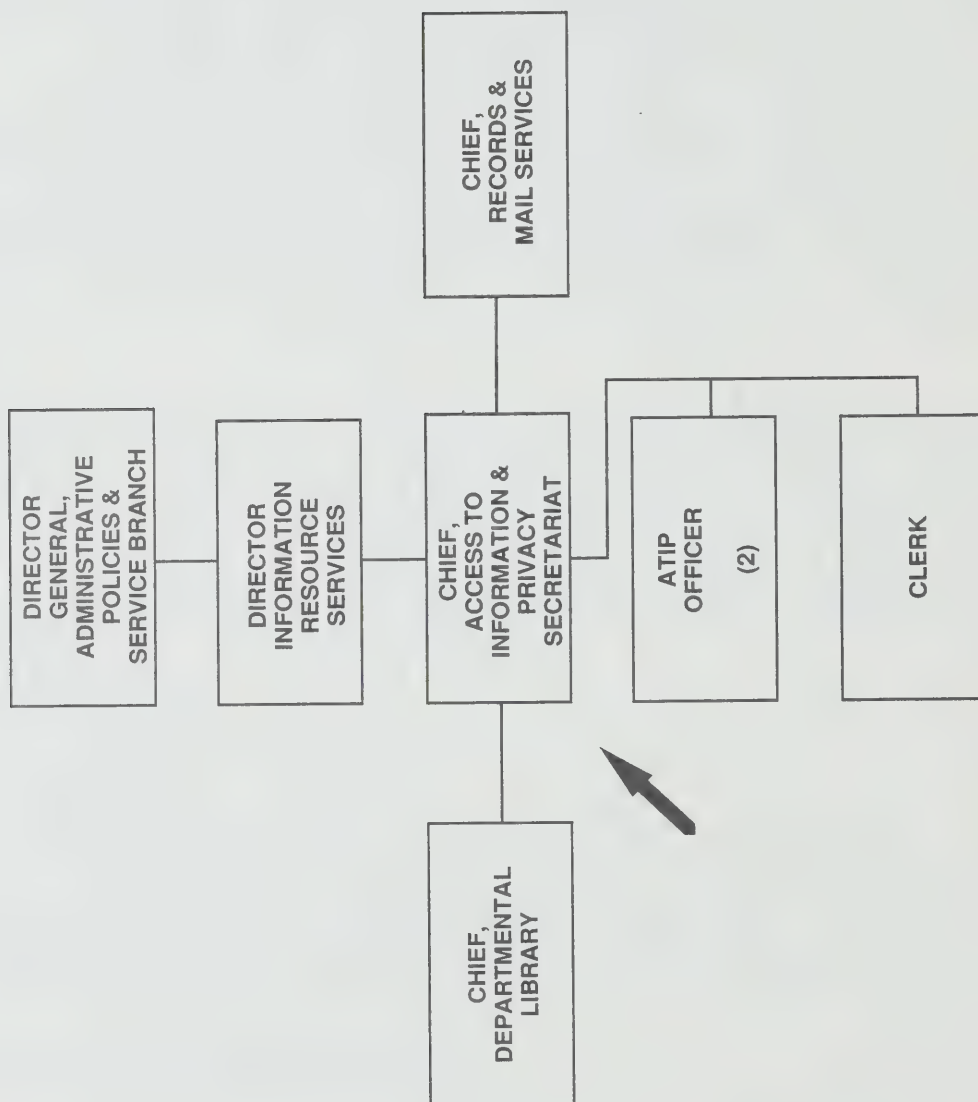 DIRECTOR
GENERAL,
ADMINISTRATIVE
POLICIES &
SERVICE BRANCH
DIRECTOR
INFORMATION
RESOURCE
SERVICES
CHIEF,
DEPARTMENTAL
LIBRARY
CHIEF,
ACCESS TO
INFORMATION &
PRIVACY
SECRETARIAT
CHIEF,
RECORDS &
MAIL SERVICES
ATIP
OFFICER
(2)
CLERK